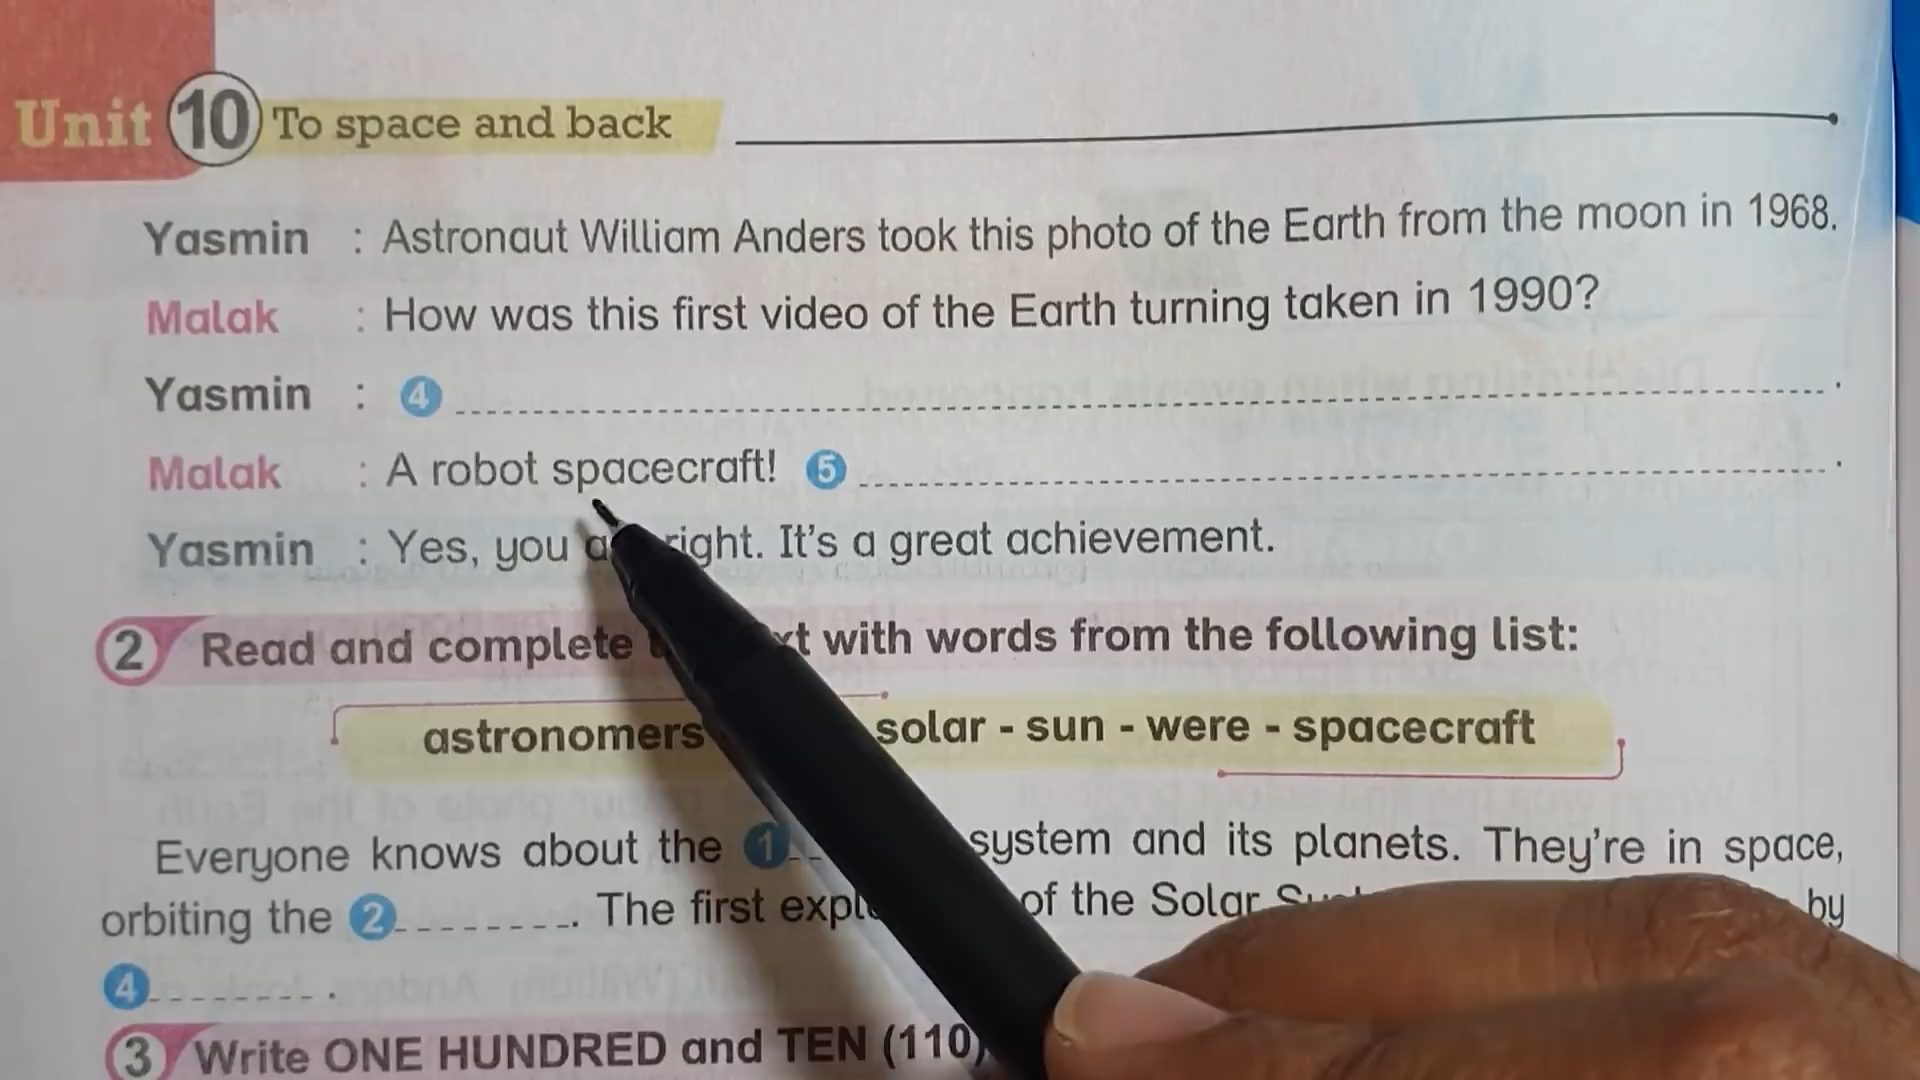 Unit 10 To space and back
Yasmin : Astronaut William Anders took this photo of the Earth from the moon in 1968.
Malak : How was this first video of the Earth turning taken in 1990?
Yasmin : 4 .
Malak : A robot spacecraft! 5 .
Yasmin : Yes, you right. It's a great achievement.
2 Read and complete with words from the following list:
astronomers solar - sun - were - spacecraft
Everyone knows about the 1 system and its planets. They're in space,
orbiting the 2 . The first of the Solar by
4 .
3 Write ONE HUNDRED and TEN (110)